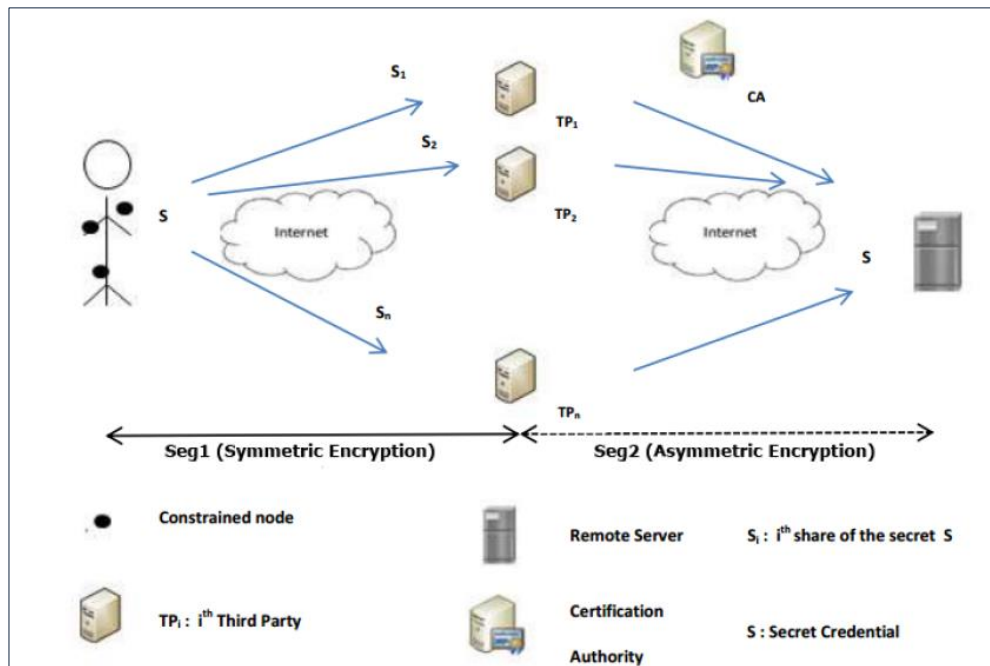 S₁
CA
TP₁
S₂
S
Internet
TP₂
Internet
S
Sₙ
TPₙ
Seg1 (Symmetric Encryption)
Seg2 (Asymmetric Encryption)
Constrained node
Remote Server
Sᵢ : iᵗʰ share of the secret S
TPᵢ : iᵗʰ Third Party
Certification
Authority
S : Secret Credential